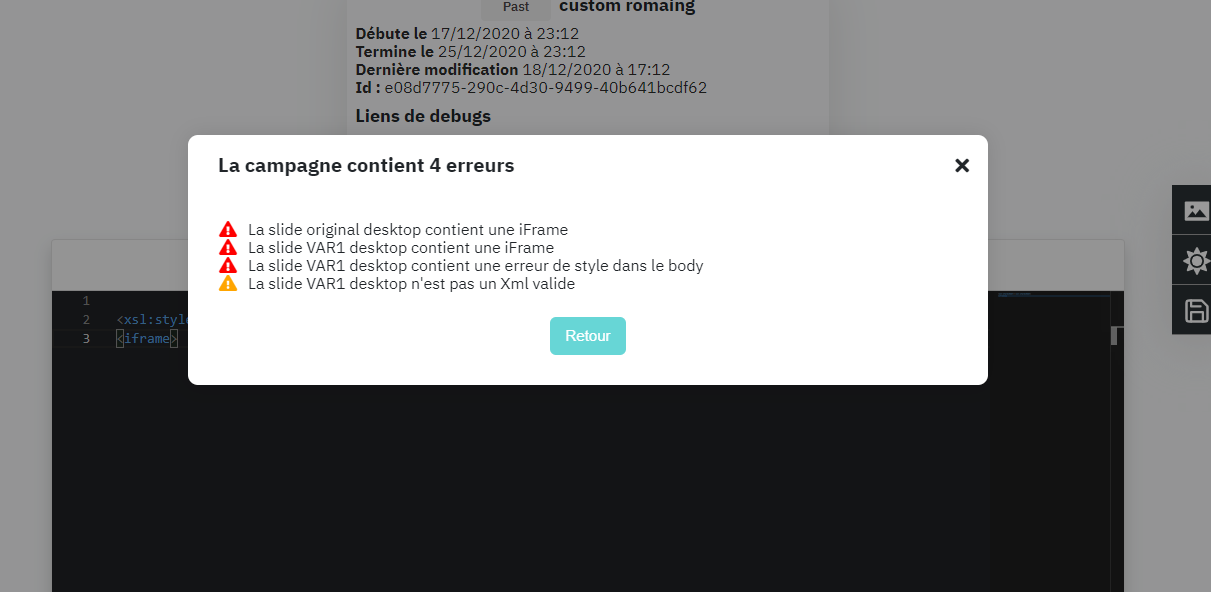 Past custom romaing
Débute le 17/12/2020 à 23:12
Termine le 25/12/2020 à 23:12
Dernière modification 18/12/2020 à 17:12
Id : e08d7775-290c-4d30-9499-40b641bcdf62
Liens de debugs
La campagne contient 4 erreurs
La slide original desktop contient une iFrame
La slide VAR1 desktop contient une iFrame
La slide VAR1 desktop contient une erreur de style dans le body
La slide VAR1 desktop n'est pas un Xml valide
Retour
1
2 <xsl:style
3 <iframe>